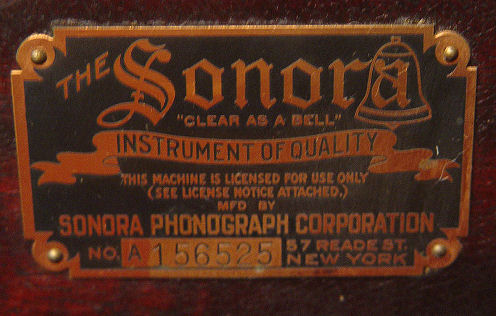 THE Sonora
"CLEAR AS A BELL"
INSTRUMENT OF QUALITY
THIS MACHINE IS LICENSED FOR USE ONLY
(SEE LICENSE NOTICE ATTACHED.)
MF'D BY
SONORA PHONOGRAPH CORPORATION
NO. A 156525 57 READE ST.
NEW YORK